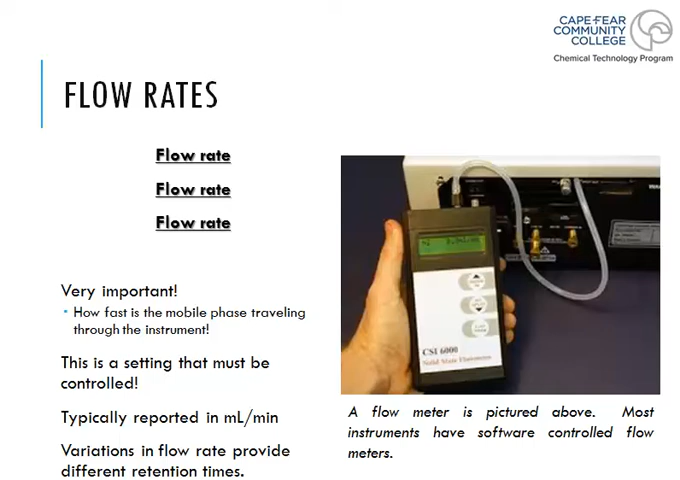 CAPE FEAR
COMMUNITY
COLLEGE
Chemical Technology Program
FLOW RATES
Flow rate
Flow rate
Flow rate
Very important!
How fast is the mobile phase traveling
through the instrument!
This is a setting that must be
controlled!
Typically reported in mL/min
Variations in flow rate provide
different retention times.
CSI 6000
Solid State Flowmeter
A flow meter is pictured above. Most
instruments have software controlled flow
meters.